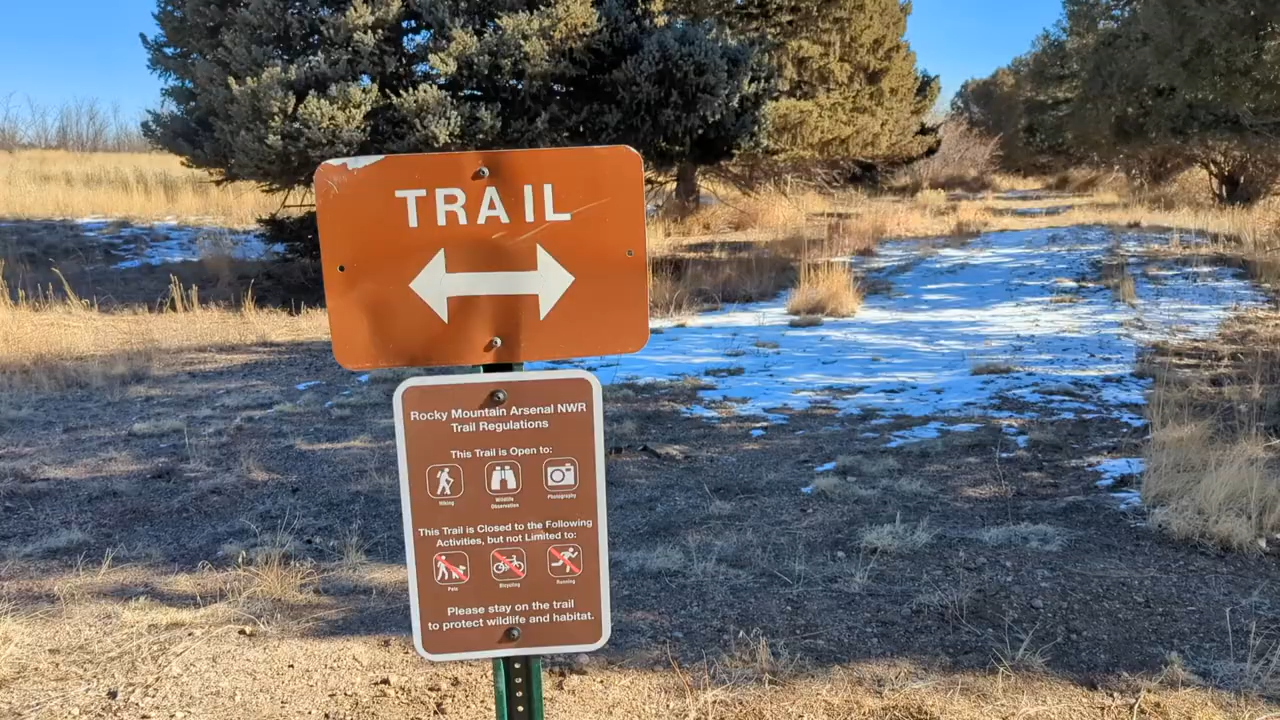 TRAIL
Rocky Mountain Arsenal NWR
Trail Regulations
This Trail is Open to:
Hiking
Wildlife
Observation
Photography
This Trail is Closed to the Following
Activities, but not Limited to:
Pets
Bicycling
Running
Please stay on the trail
to protect wildlife and habitat.